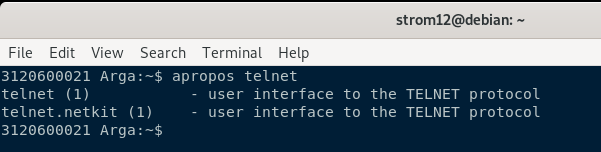 strom12@debian: ~
File Edit View Search Terminal Help
3120600021 Arga:~$ apropos telnet
telnet (1)           - user interface to the TELNET protocol
telnet.netkit (1)    - user interface to the TELNET protocol
3120600021 Arga:~$